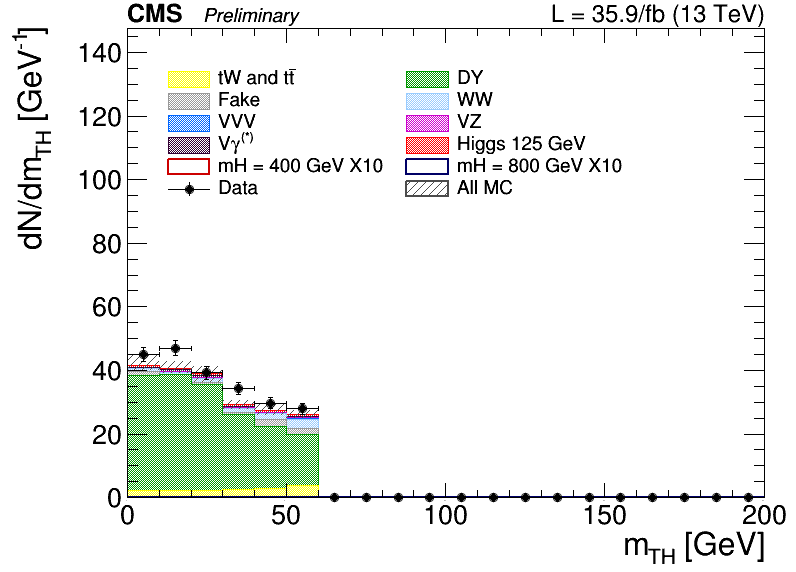 CMS Preliminary L = 35.9/fb (13 TeV)
dN/dm_TH [GeV⁻¹]
140
120
100
80
60
40
20
0
tW and tt̄ DY
Fake WW
VVV VZ
Vγ⁽*⁾ Higgs 125 GeV
mH = 400 GeV X10 mH = 800 GeV X10
Data All MC
0 50 100 150 200
m_TH [GeV]